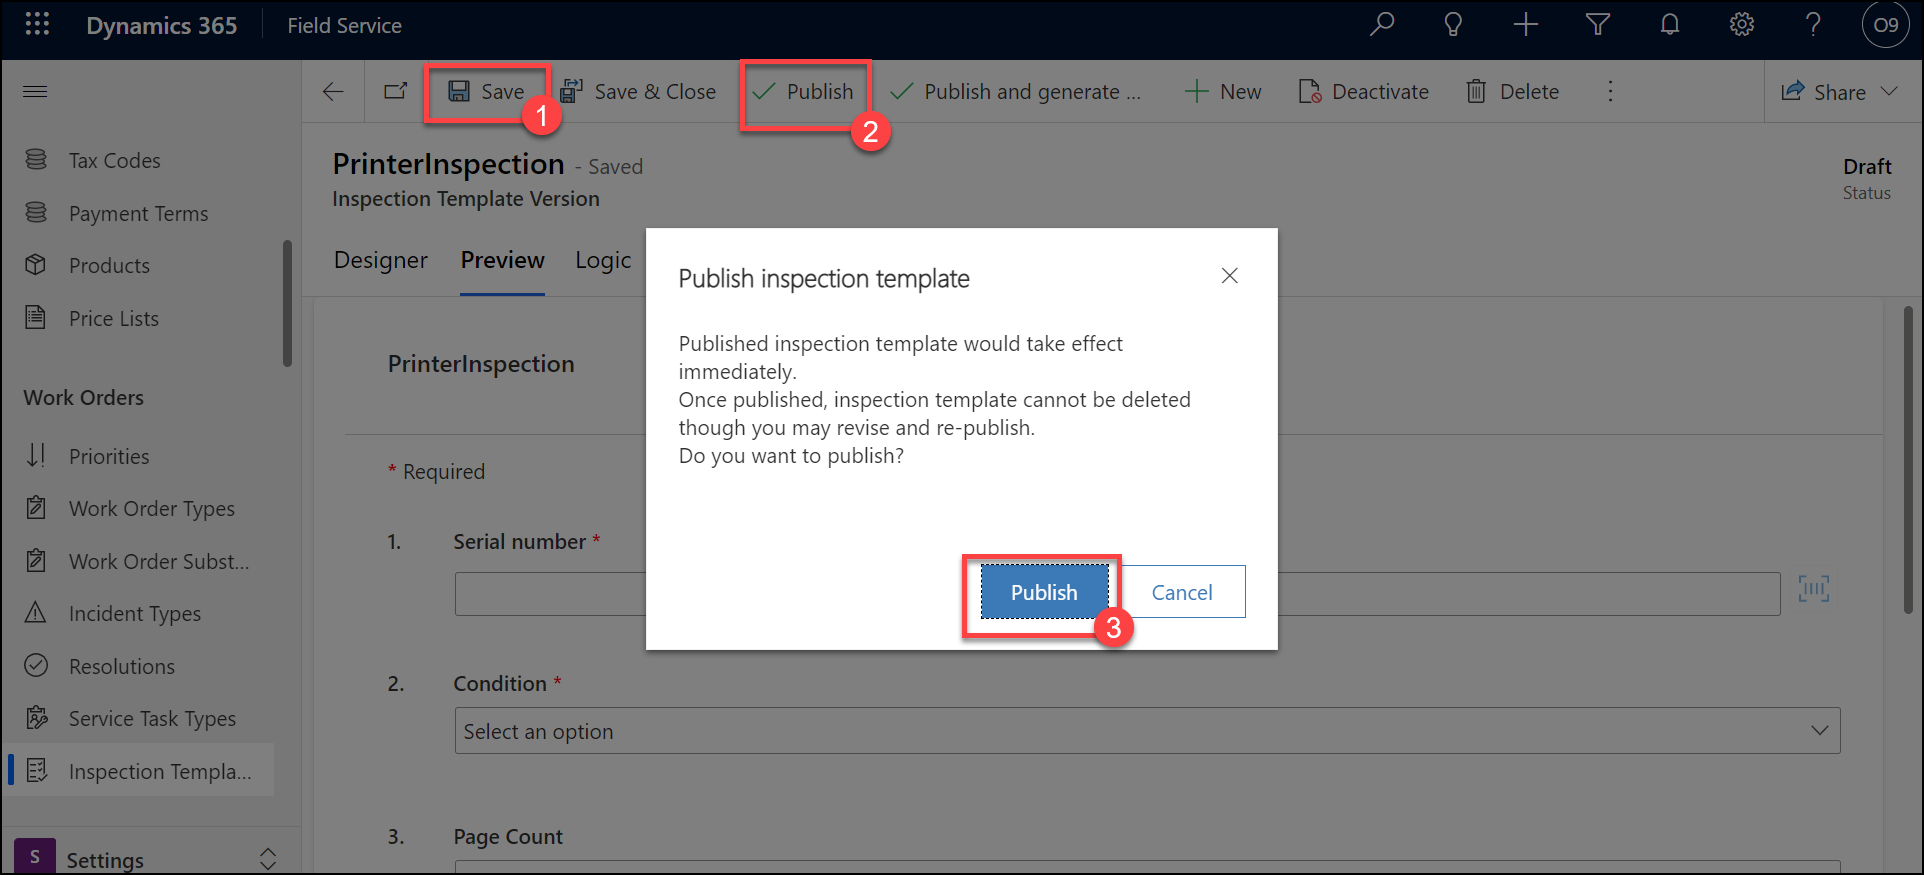 Dynamics 365
Field Service
O9
Save
1
Save & Close
Publish
2
Publish and generate ...
New
Deactivate
Delete
Share
Tax Codes
Payment Terms
Products
Price Lists
Work Orders
Priorities
Work Order Types
Work Order Subst...
Incident Types
Resolutions
Service Task Types
Inspection Templa...
S
Settings
PrinterInspection - Saved
Inspection Template Version
Draft
Status
Designer
Preview
Logic
PrinterInspection
* Required
1. Serial number *
2. Condition *
Select an option
3. Page Count
Publish inspection template
Published inspection template would take effect
immediately.
Once published, inspection template cannot be deleted
though you may revise and re-publish.
Do you want to publish?
Publish
3
Cancel